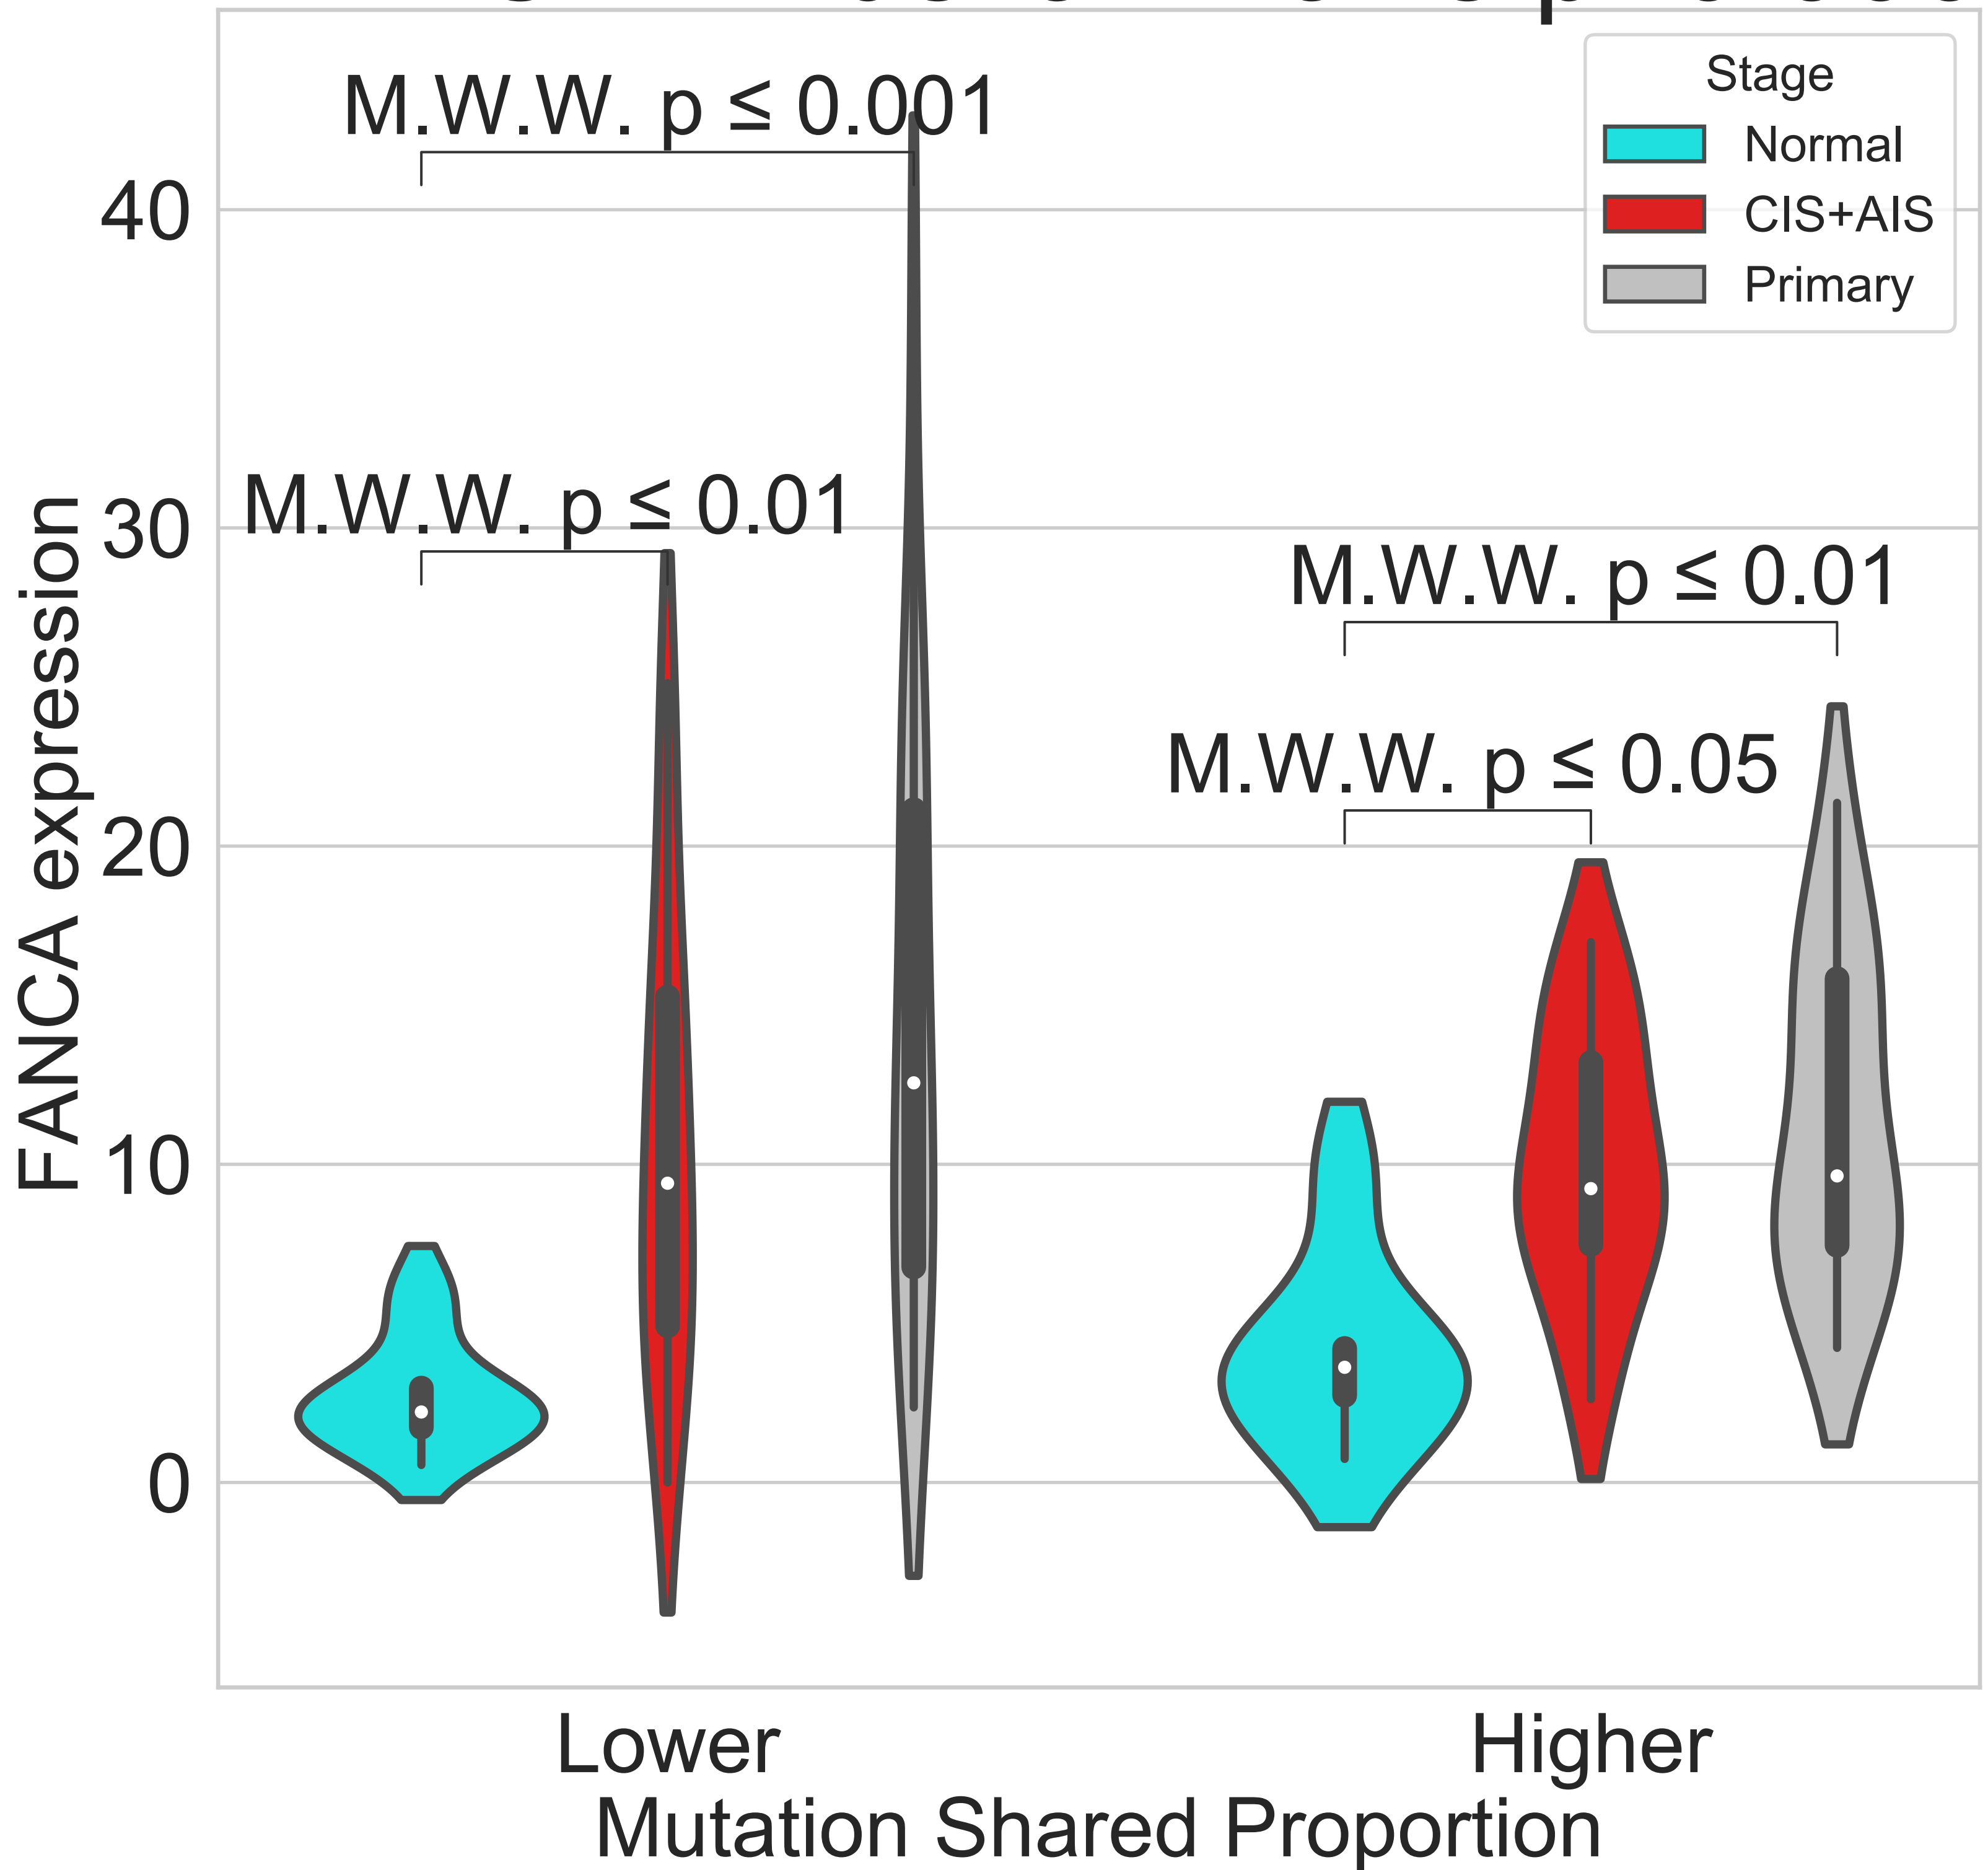 Stage
Normal
CIS+AIS
Primary
M.W.W. p ≤ 0.001
M.W.W. p ≤ 0.01
M.W.W. p ≤ 0.01
M.W.W. p ≤ 0.05
FANCA expression
40
30
20
10
0
Lower
Higher
Mutation Shared Proportion